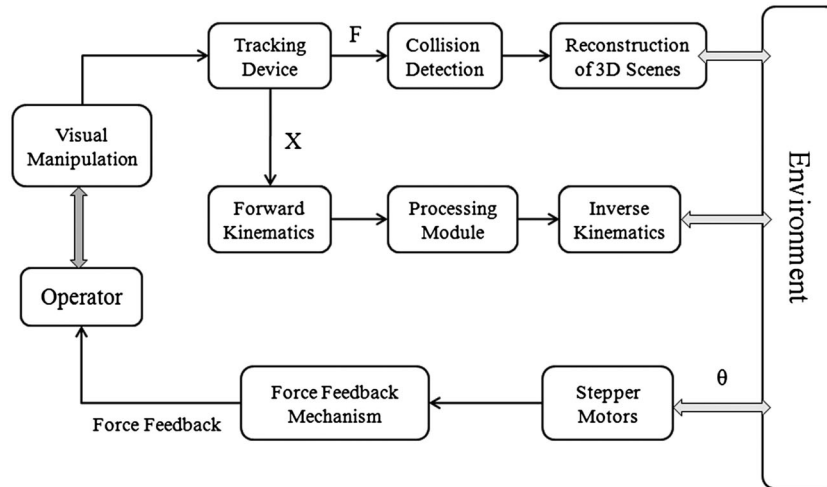 Tracking
Device
F
Collision
Detection
Reconstruction
of 3D Scenes
Visual
Manipulation
X
Forward
Kinematics
Processing
Module
Inverse
Kinematics
Environment
Operator
Force Feedback
Force Feedback
Mechanism
Stepper
Motors
θ